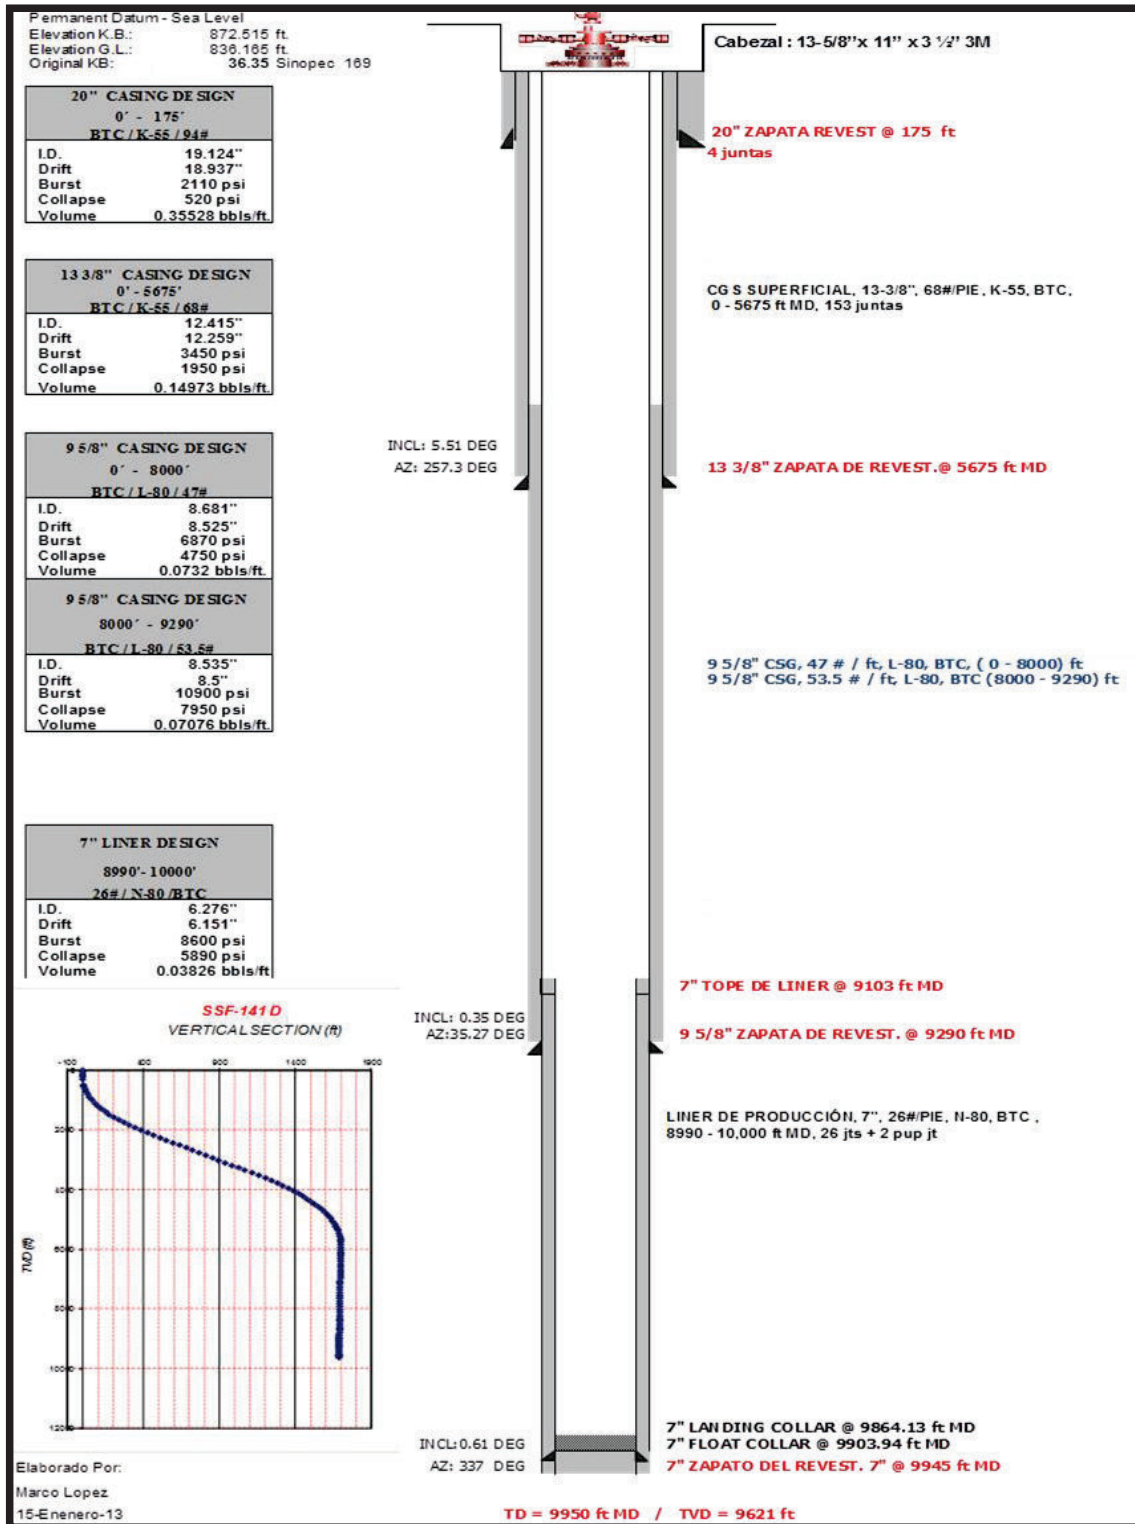 Permanent Datum - Sea Level
Elevation K.B.: 872.515 ft.
Elevation G.L.: 836.165 ft.
Original KB: 36.35 Sinopec 169
Cabezal : 13-5/8"x 11" x 3 ½" 3M
20" CASING DESIGN
0´ - 175´
BTC / K-55 / 94#
I.D. 19.124"
Drift 18.937"
Burst 2110 psi
Collapse 520 psi
Volume 0.35528 bbls/ft.
20" ZAPATA REVEST @ 175 ft
4 juntas
13 3/8" CASING DESIGN
0' - 5675'
BTC / K-55 / 68#
I.D. 12.415"
Drift 12.259"
Burst 3450 psi
Collapse 1950 psi
Volume 0.14973 bbls/ft.
CGS SUPERFICIAL, 13-3/8", 68#/PIE, K-55, BTC,
0 - 5675 ft MD, 153 juntas
9 5/8" CASING DESIGN
0´ - 8000´
BTC / L-80 / 47#
I.D. 8.681"
Drift 8.525"
Burst 6870 psi
Collapse 4750 psi
Volume 0.0732 bbls/ft.
INCL: 5.51 DEG
AZ: 257.3 DEG
13 3/8" ZAPATA DE REVEST.@ 5675 ft MD
9 5/8" CASING DESIGN
8000´ - 9290´
BTC / L-80 / 53.5#
I.D. 8.535"
Drift 8.5"
Burst 10900 psi
Collapse 7950 psi
Volume 0.07076 bbls/ft.
9 5/8" CSG, 47 # / ft, L-80, BTC, ( 0 - 8000) ft
9 5/8" CSG, 53.5 # / ft, L-80, BTC (8000 - 9290) ft
7" LINER DESIGN
8990'- 10000'
26# / N-80 /BTC
I.D. 6.276"
Drift 6.151"
Burst 8600 psi
Collapse 5890 psi
Volume 0.03826 bbls/ft
7" TOPE DE LINER @ 9103 ft MD
INCL: 0.35 DEG
AZ:35.27 DEG
9 5/8" ZAPATA DE REVEST. @ 9290 ft MD
SSF-141 D
VERTICAL SECTION (ft)
-100 400 900 1400 1900
0
2000
4000
6000
8000
10000
12000
TVD (ft)
LINER DE PRODUCCIÓN, 7", 26#/PIE, N-80, BTC ,
8990 - 10,000 ft MD, 26 jts + 2 pup jt
7" LANDING COLLAR @ 9864.13 ft MD
7" FLOAT COLLAR @ 9903.94 ft MD
7" ZAPATO DEL REVEST. 7" @ 9945 ft MD
INCL:0.61 DEG
AZ: 337 DEG
Elaborado Por:
Marco Lopez
15-Enenero-13
TD = 9950 ft MD / TVD = 9621 ft